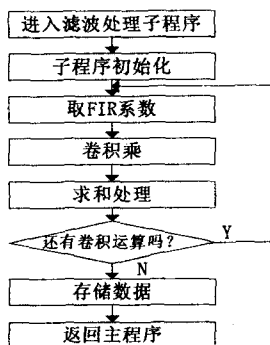 进入滤波处理子程序
子程序初始化
取FIR系数
卷积乘
求和处理
还有卷积运算吗?
Y
N
存储数据
返回主程序